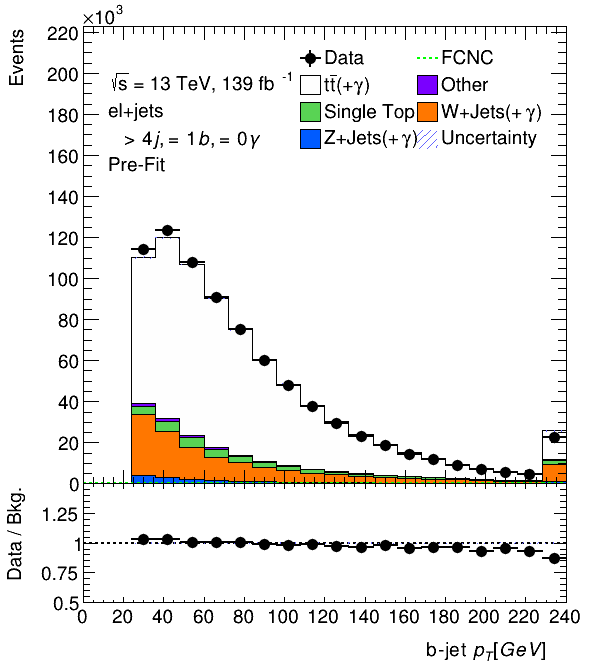 ×10³
Events
220
200
180
160
140
120
100
80
60
40
20
0
√s = 13 TeV, 139 fb⁻¹
el+jets
> 4j, = 1b, = 0γ
Pre-Fit
Data
FCNC
tt̄(+γ)
Other
Single Top
W+Jets(+γ)
Z+Jets(+γ)
Uncertainty
Data / Bkg.
1.25
1
0.75
0.5
0 20 40 60 80 100 120 140 160 180 200 220 240
b-jet p_T[GeV]